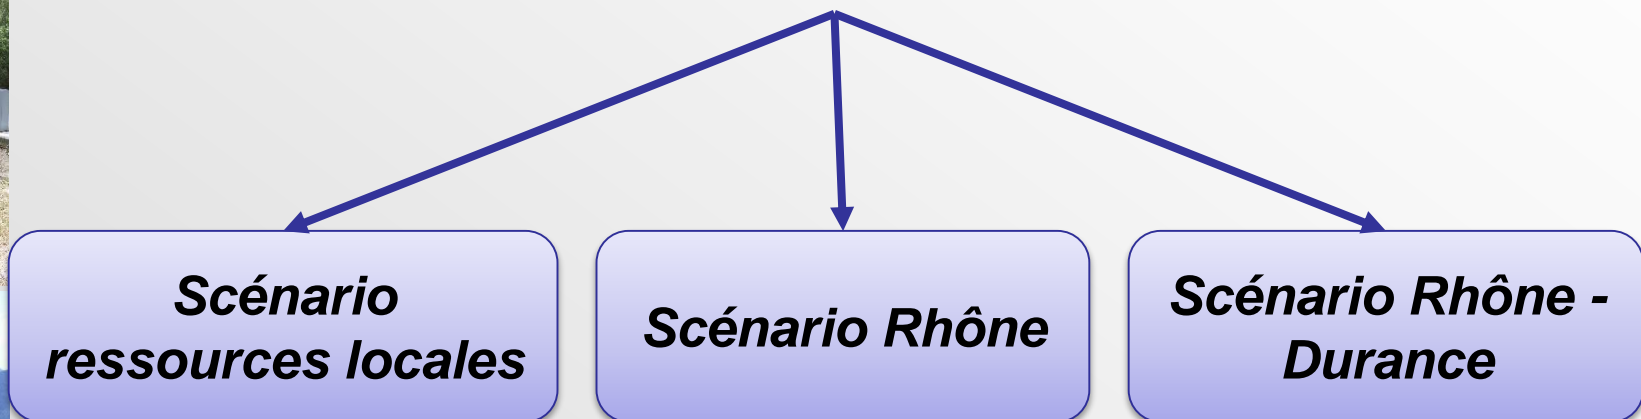 Scénario
ressources locales
Scénario Rhône
Scénario Rhône -
Durance